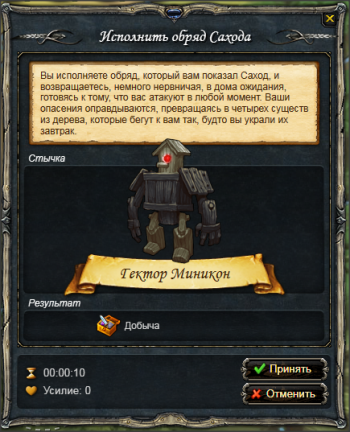 Исполнить обряд Сахода
Вы исполняете обряд, который вам показал Саход, и
возвращаетесь, немного нервничая, в дома ожидания,
готовясь к тому, что вас атакуют в любой момент. Ваши
опасения оправдываются, превращаясь в четырех существ
из дерева, которые бегут к вам так, будто вы украли их
завтрак.
Стычка
Гектор Миникон
Результат
Добыча
00:00:10
Принять
Усилие: 0
Отменить